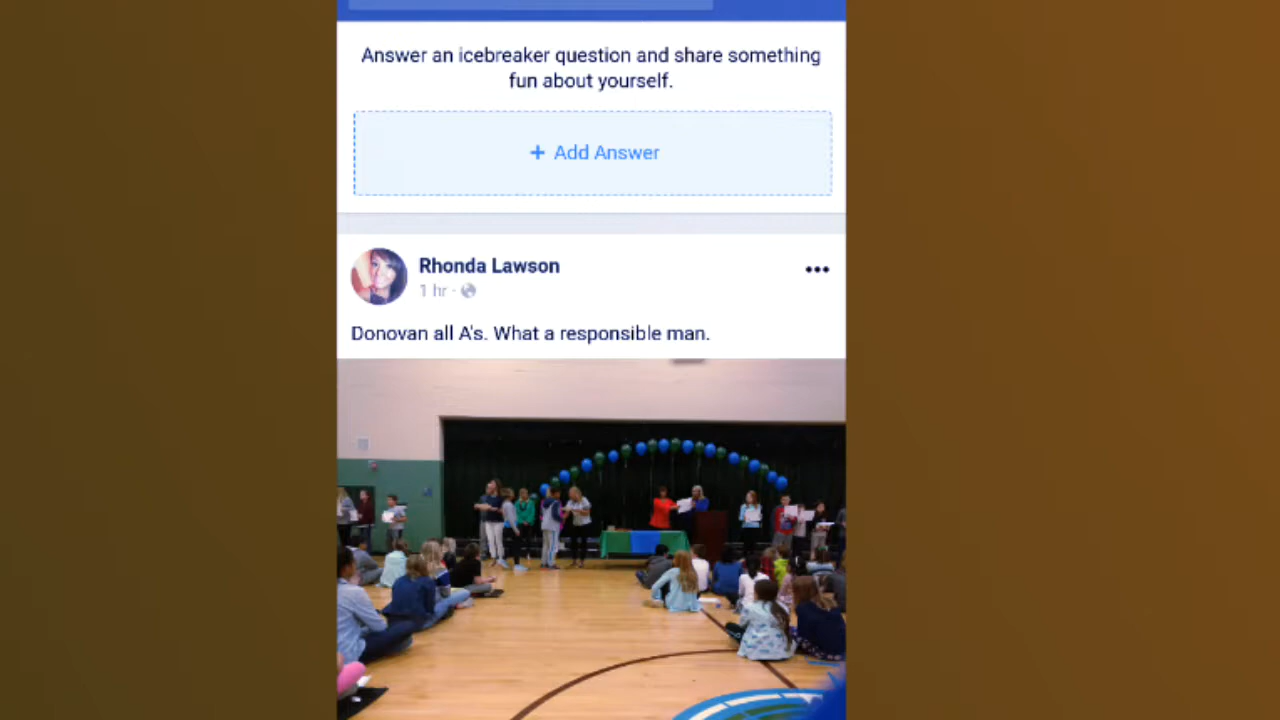 Answer an icebreaker question and share something
fun about yourself.
+ Add Answer
Rhonda Lawson
1 hr ·
Donovan all A's. What a responsible man.